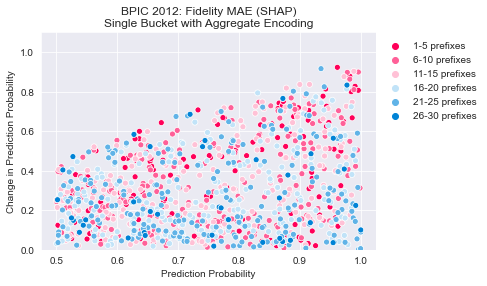 BPIC 2012: Fidelity MAE (SHAP)
Single Bucket with Aggregate Encoding
Change in Prediction Probability
1.0
0.8
0.6
0.4
0.2
0.0
0.5
0.6
0.7
0.8
0.9
1.0
Prediction Probability
1-5 prefixes
6-10 prefixes
11-15 prefixes
16-20 prefixes
21-25 prefixes
26-30 prefixes